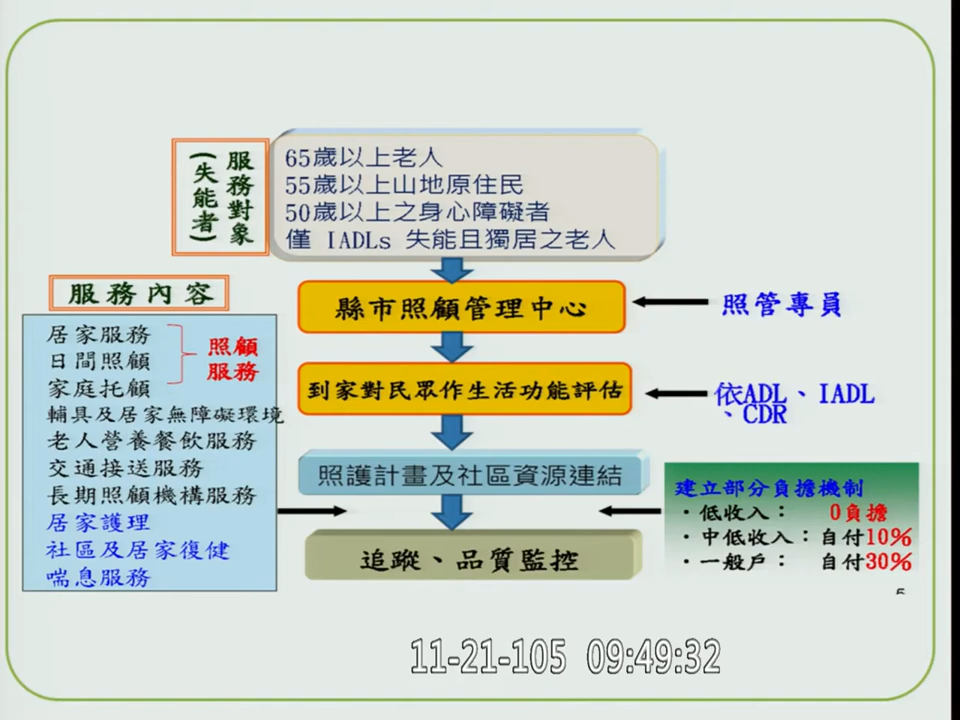 服務對象
(失能者)
65歲以上老人
55歲以上山地原住民
50歲以上之身心障礙者
僅 IADLs 失能且獨居之老人
縣市照顧管理中心
照管專員
到家對民眾作生活功能評估
依ADL、IADL
、CDR
照護計畫及社區資源連結
追蹤、品質監控
服務內容
居家服務
日間照顧
家庭托顧
照顧
服務
輔具及居家無障礙環境
老人營養餐飲服務
交通接送服務
長期照顧機構服務
居家護理
社區及居家復健
喘息服務
建立部分負擔機制
・低收入： 0負擔
・中低收入：自付10%
・一般戶： 自付30%
11-21-105 09:49:32